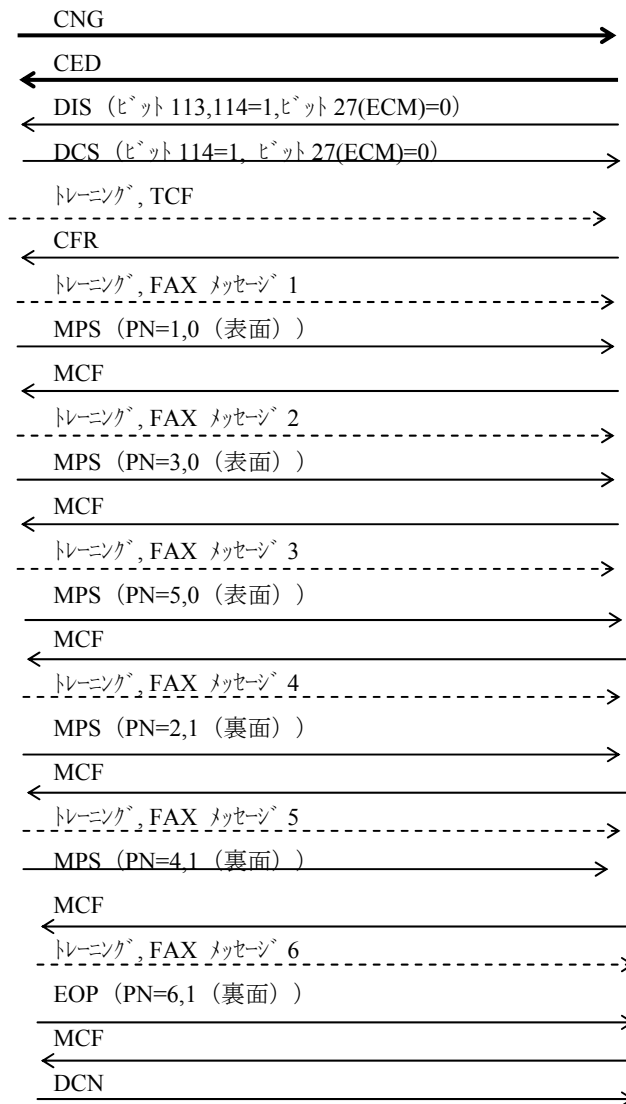 CNG
CED
DIS（ﾋﾞｯﾄ 113,114=1,ﾋﾞｯﾄ 27(ECM)=0）
DCS（ﾋﾞｯﾄ 114=1, ﾋﾞｯﾄ 27(ECM)=0）
ﾄﾚｰﾆﾝｸﾞ, TCF
CFR
ﾄﾚｰﾆﾝｸﾞ, FAX ﾒｯｾｰｼﾞ 1
MPS（PN=1,0（表面））
MCF
ﾄﾚｰﾆﾝｸﾞ, FAX ﾒｯｾｰｼﾞ 2
MPS（PN=3,0（表面））
MCF
ﾄﾚｰﾆﾝｸﾞ, FAX ﾒｯｾｰｼﾞ 3
MPS（PN=5,0（表面））
MCF
ﾄﾚｰﾆﾝｸﾞ, FAX ﾒｯｾｰｼﾞ 4
MPS（PN=2,1（裏面））
MCF
ﾄﾚｰﾆﾝｸﾞ, FAX ﾒｯｾｰｼﾞ 5
MPS（PN=4,1（裏面））
MCF
ﾄﾚｰﾆﾝｸﾞ, FAX ﾒｯｾｰｼﾞ 6
EOP（PN=6,1（裏面））
MCF
DCN